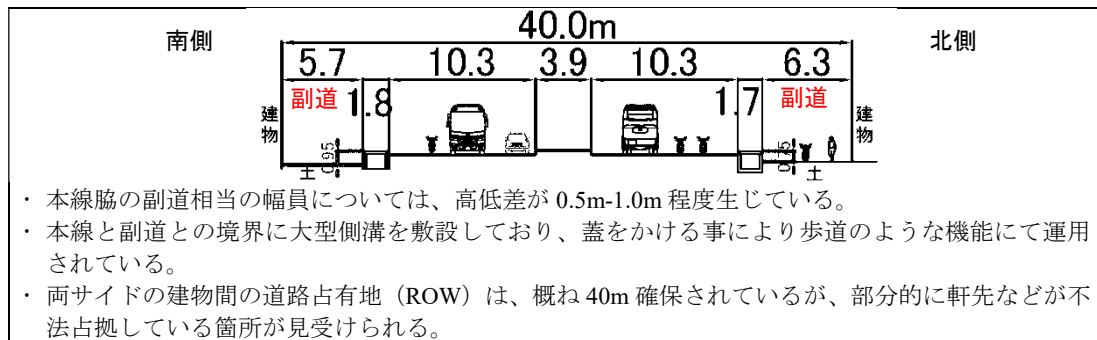 40.0m
南側
北側
5.7 10.3 3.9 10.3 6.3
副道 1.8 1.7 副道
建物
建物
0.95
土
0.75
土
・ 本線脇の副道相当の幅員については、高低差が 0.5m-1.0m 程度生じている。
・ 本線と副道との境界に大型側溝を敷設しており、蓋をかける事により歩道のような機能にて運用
されている。
・ 両サイドの建物間の道路占有地（ROW）は、概ね 40m 確保されているが、部分的に軒先などが不
法占拠している箇所が見受けられる。